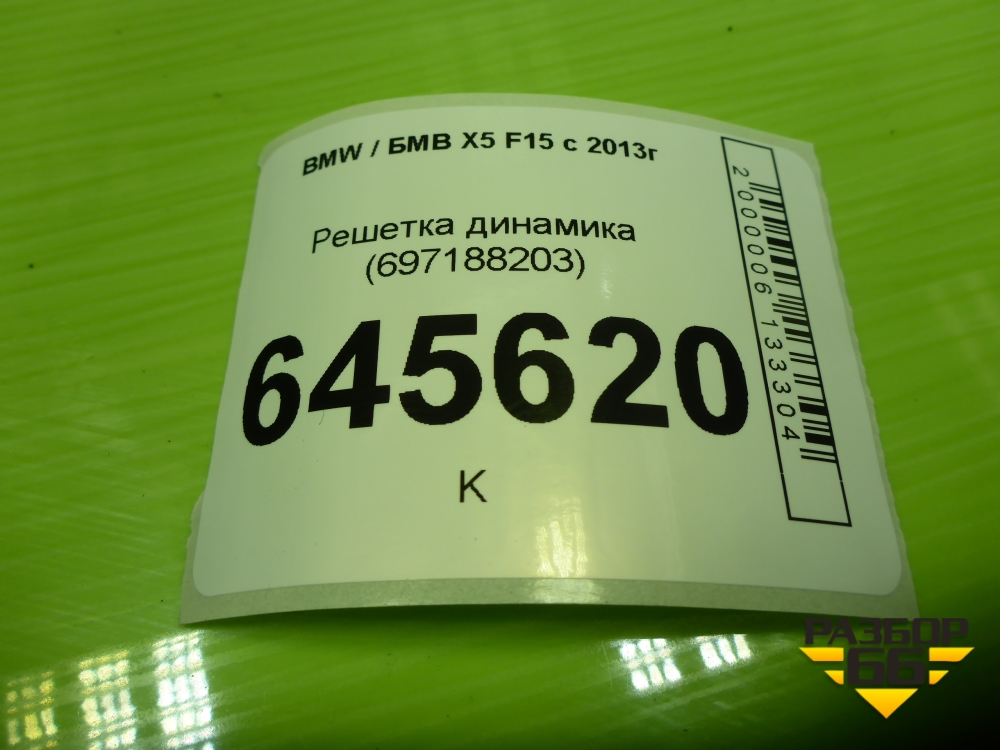 BMW / БМВ X5 F15 с 2013г
Решетка динамика
(697188203)
645620
К
2000006133304
РАЗБОР
66